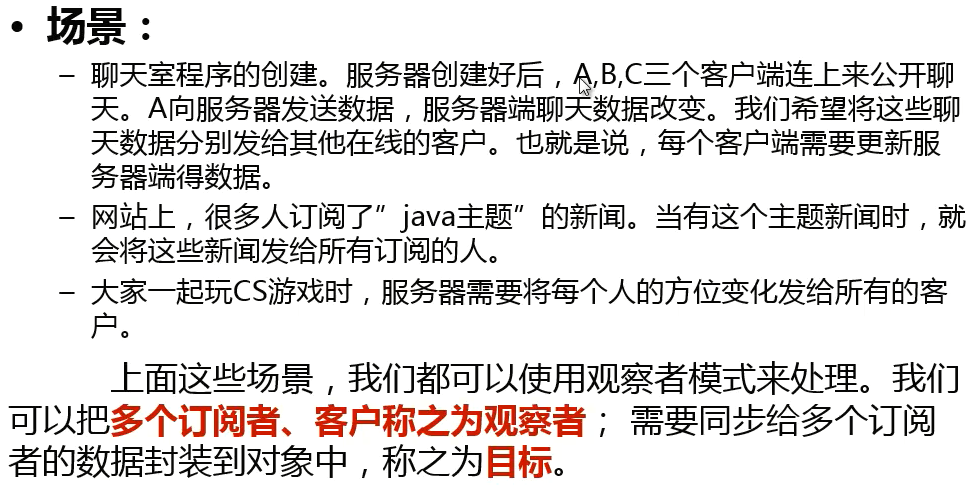 • 场景：
– 聊天室程序的创建。服务器创建好后，A,B,C三个客户端连上来公开聊
天。A向服务器发送数据，服务器端聊天数据改变。我们希望将这些聊
天数据分别发给其他在线的客户。也就是说，每个客户端需要更新服
务器端得数据。
– 网站上，很多人订阅了”java主题”的新闻。当有这个主题新闻时，就
会将这些新闻发给所有订阅的人。
– 大家一起玩CS游戏时，服务器需要将每个人的方位变化发给所有的客
户。
上面这些场景，我们都可以使用观察者模式来处理。我们
可以把多个订阅者、客户称之为观察者； 需要同步给多个订阅
者的数据封装到对象中，称之为目标。